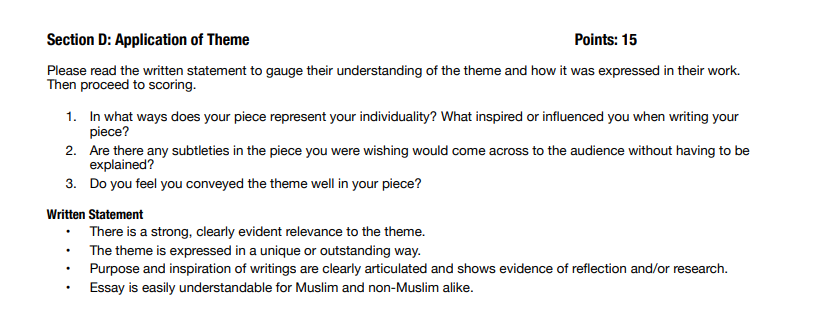 Section D: Application of Theme Points: 15
Please read the written statement to gauge their understanding of the theme and how it was expressed in their work.
Then proceed to scoring.
1. In what ways does your piece represent your individuality? What inspired or influenced you when writing your
piece?
2. Are there any subtleties in the piece you were wishing would come across to the audience without having to be
explained?
3. Do you feel you conveyed the theme well in your piece?
Written Statement
• There is a strong, clearly evident relevance to the theme.
• The theme is expressed in a unique or outstanding way.
• Purpose and inspiration of writings are clearly articulated and shows evidence of reflection and/or research.
• Essay is easily understandable for Muslim and non-Muslim alike.